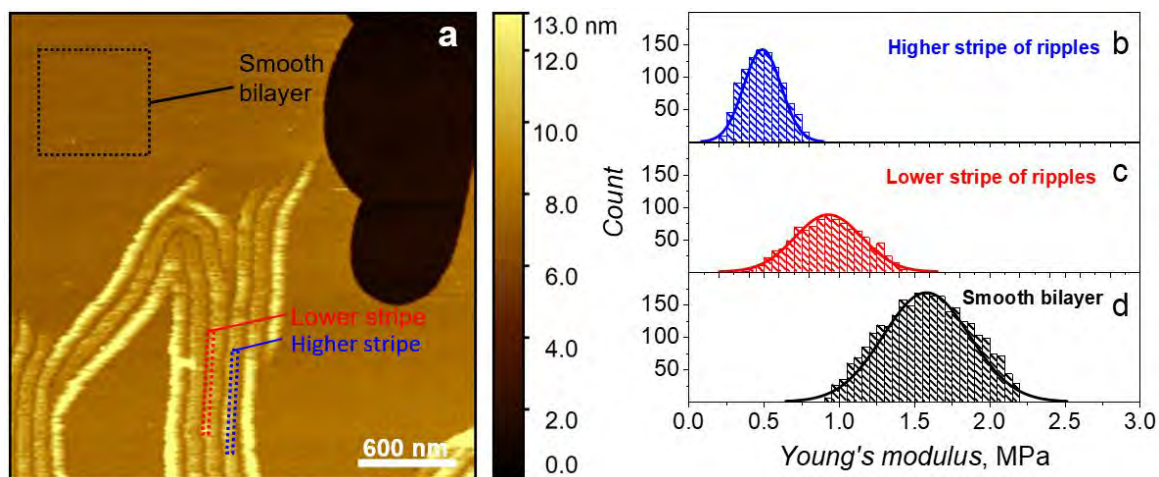 a
Smooth
bilayer
Lower stripe
Higher stripe
600 nm
13.0 nm
12.0
10.0
8.0
6.0
4.0
2.0
0.0
Count
150
100
50
Higher stripe of ripples
b
150
100
50
Lower stripe of ripples
c
150
100
50
Smooth bilayer
d
0.0 0.5 1.0 1.5 2.0 2.5 3.0
Young's modulus, MPa